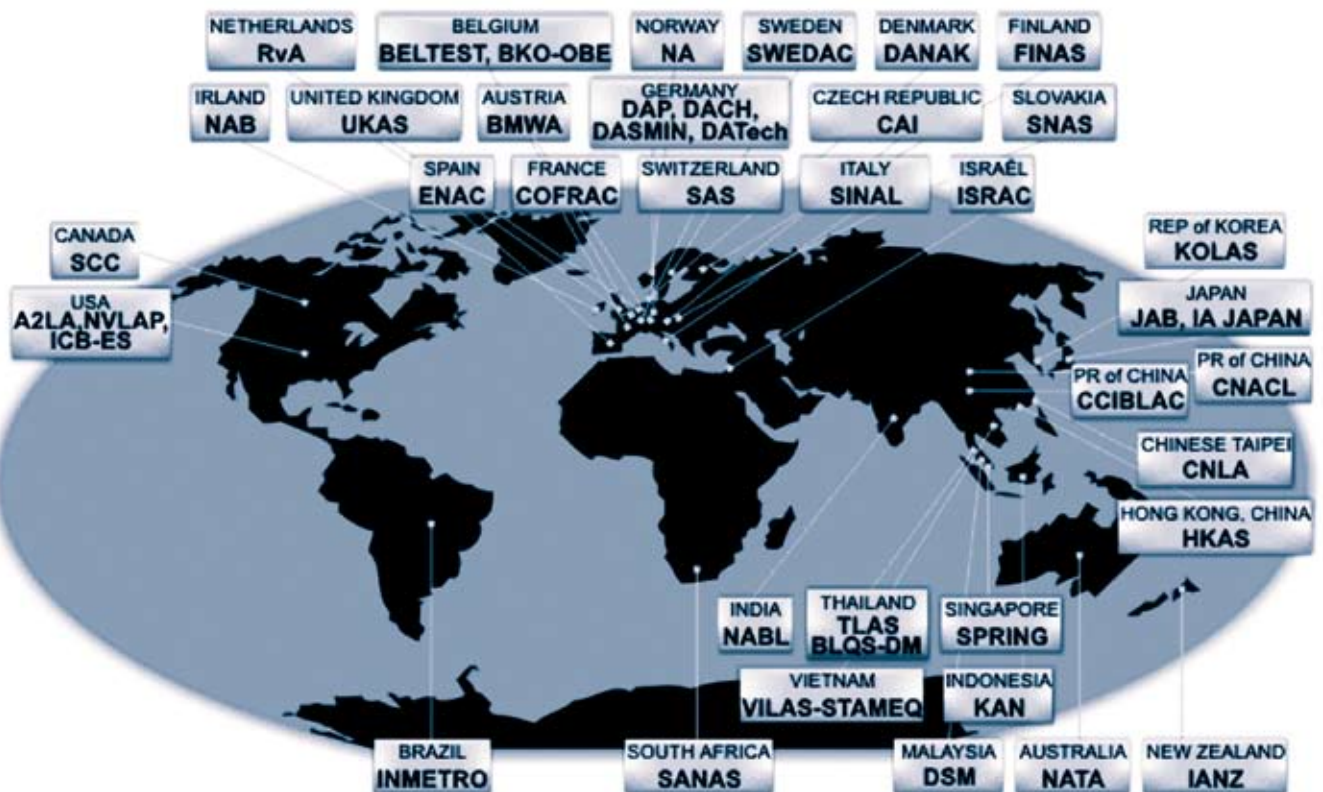 NETHERLANDS
RvA
BELGIUM
BELTEST, BKO-OBE
NORWAY
NA
SWEDEN
SWEDAC
DENMARK
DANAK
FINLAND
FINAS
IRLAND
NAB
UNITED KINGDOM
UKAS
AUSTRIA
BMWA
GERMANY
DAP, DACH,
DASMIN, DATech
CZECH REPUBLIC
CAI
SLOVAKIA
SNAS
SPAIN
ENAC
FRANCE
COFRAC
SWITZERLAND
SAS
ITALY
SINAL
ISRAËL
ISRAC
CANADA
SCC
USA
A2LA,NVLAP,
ICB-ES
REP of KOREA
KOLAS
JAPAN
JAB, IA JAPAN
PR of CHINA
CNACL
PR of CHINA
CCIBLAC
CHINESE TAIPEI
CNLA
HONG KONG, CHINA
HKAS
INDIA
NABL
THAILAND
TLAS
BLQS-DM
SINGAPORE
SPRING
VIETNAM
VILAS-STAMEQ
INDONESIA
KAN
BRAZIL
INMETRO
SOUTH AFRICA
SANAS
MALAYSIA
DSM
AUSTRALIA
NATA
NEW ZEALAND
IANZ